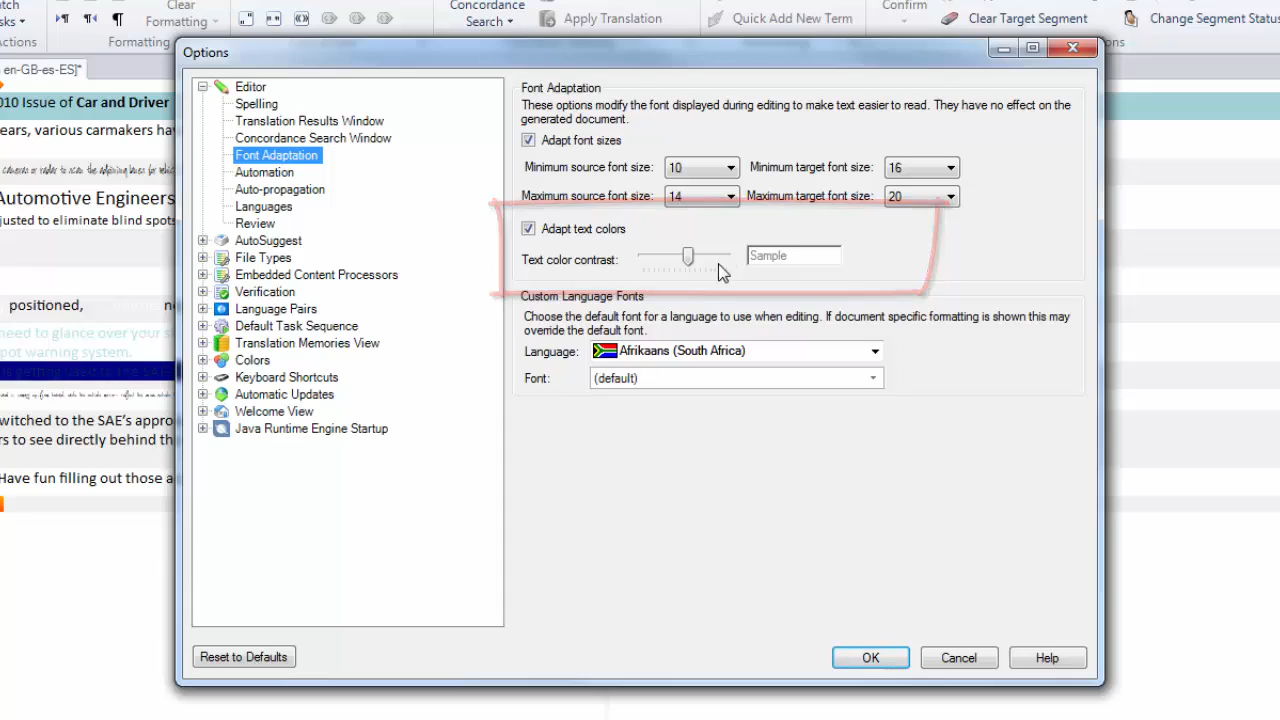 Clear
Formatting
Concordance
Search
Apply Translation
Quick Add New Term
Confirm
Clear Target Segment
Change Segment Status
Formatting
en-GB-es-ES]*
Options
010 Issue of Car and Driver
ears, various carmakers hav
Automotive Engineers
justed to eliminate blind spots
positioned,
need to glance over your s
pot warning system.
is getting used to the SAE
witched to the SAE's appro
rs to see directly behind th
Have fun filling out those a
Editor
Spelling
Translation Results Window
Concordance Search Window
Font Adaptation
Automation
Auto-propagation
Languages
Review
AutoSuggest
File Types
Embedded Content Processors
Verification
Language Pairs
Default Task Sequence
Translation Memories View
Colors
Keyboard Shortcuts
Automatic Updates
Welcome View
Java Runtime Engine Startup
Font Adaptation
These options modify the font displayed during editing to make text easier to read. They have no effect on the
generated document.
Adapt font sizes
Minimum source font size: 10 Minimum target font size: 16
Maximum source font size: 14 Maximum target font size: 20
Adapt text colors
Text color contrast: Sample
Custom Language Fonts
Choose the default font for a language to use when editing. If document specific formatting is shown this may
override the default font.
Language: Afrikaans (South Africa)
Font: (default)
Reset to Defaults
OK
Cancel
Help